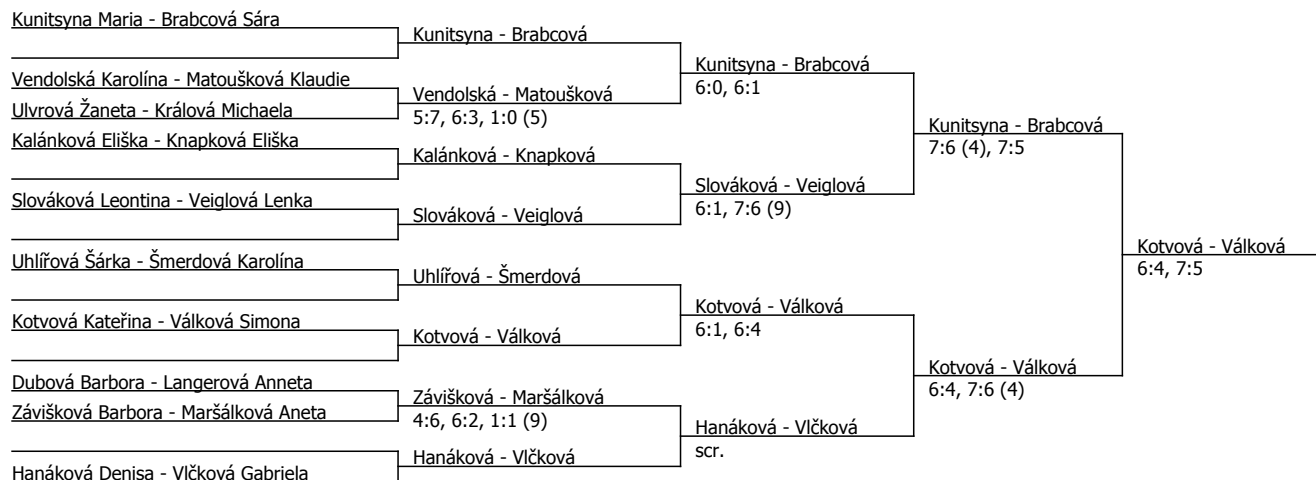 Kunitsyna Maria - Brabcová Sára
Vendolská Karolína - Matoušková Klaudie
Ulvrová Žaneta - Králová Michaela
Kalánková Eliška - Knapková Eliška
Slováková Leontina - Veiglová Lenka
Uhlířová Šárka - Šmerdová Karolína
Kotvová Kateřina - Válková Simona
Dubová Barbora - Langerová Anneta
Závišková Barbora - Maršálková Aneta
Hanáková Denisa - Vlčková Gabriela
Kunitsyna - Brabcová
Vendolská - Matoušková
5:7, 6:3, 1:0 (5)
Kalánková - Knapková
Slováková - Veiglová
Uhlířová - Šmerdová
Kotvová - Válková
Závišková - Maršálková
4:6, 6:2, 1:1 (9)
Hanáková - Vlčková
Kunitsyna - Brabcová
6:0, 6:1
Slováková - Veiglová
6:1, 7:6 (9)
Kotvová - Válková
6:1, 6:4
Hanáková - Vlčková
scr.
Kunitsyna - Brabcová
7:6 (4), 7:5
Kotvová - Válková
6:4, 7:6 (4)
Kotvová - Válková
6:4, 7:5